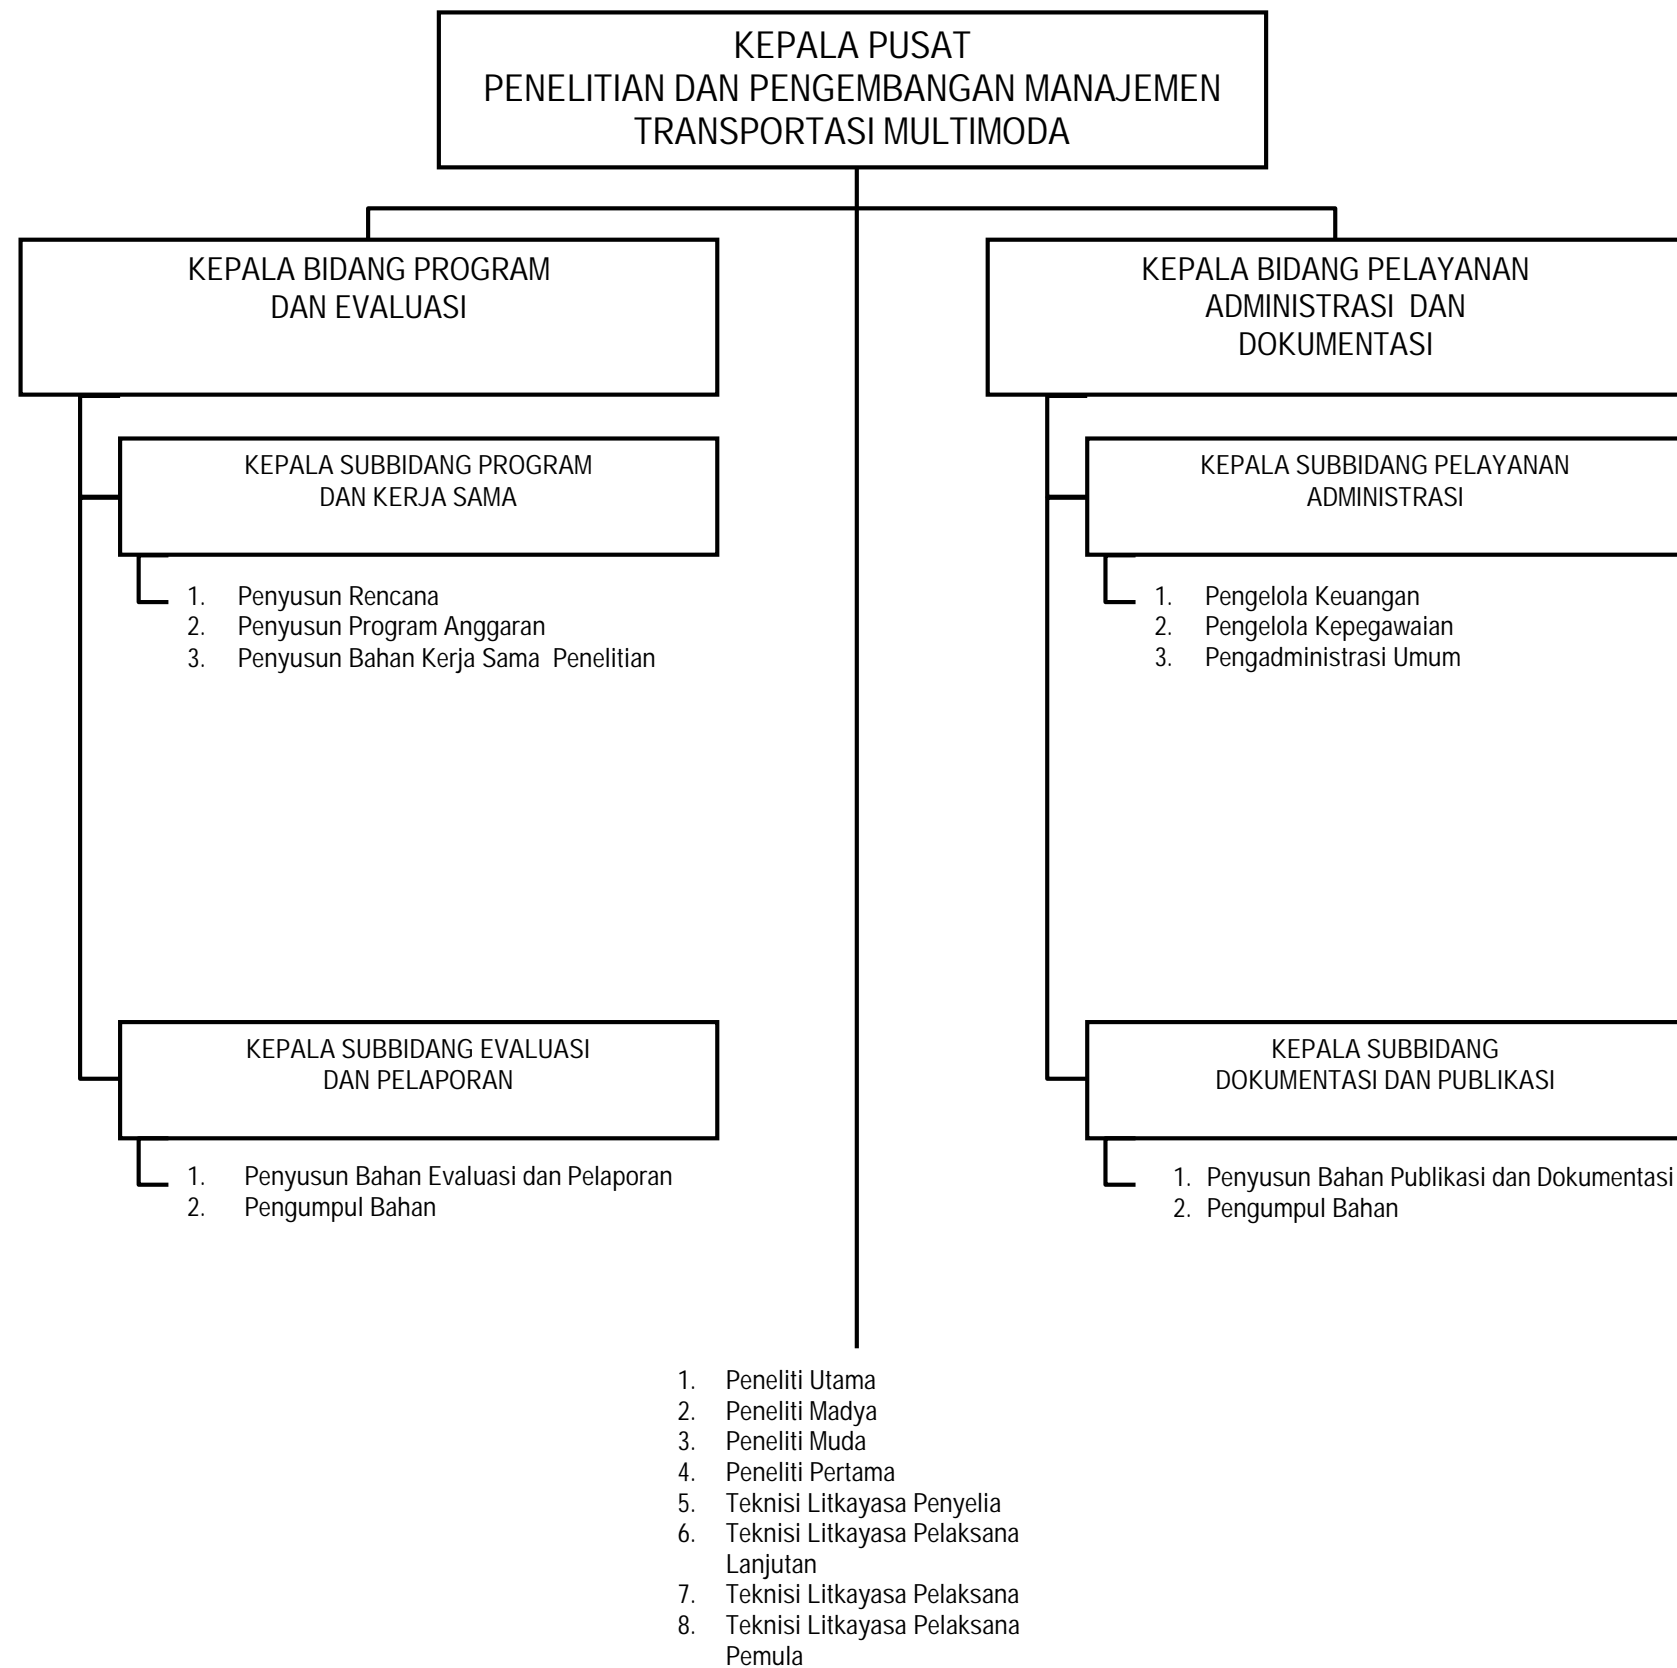 KEPALA PUSAT
PENELITIAN DAN PENGEMBANGAN MANAJEMEN
TRANSPORTASI MULTIMODA
KEPALA BIDANG PROGRAM
DAN EVALUASI
KEPALA BIDANG PELAYANAN
ADMINISTRASI DAN
DOKUMENTASI
KEPALA SUBBIDANG PROGRAM
DAN KERJA SAMA
KEPALA SUBBIDANG PELAYANAN
ADMINISTRASI
1. Penyusun Rencana
2. Penyusun Program Anggaran
3. Penyusun Bahan Kerja Sama Penelitian
1. Pengelola Keuangan
2. Pengelola Kepegawaian
3. Pengadministrasi Umum
KEPALA SUBBIDANG EVALUASI
DAN PELAPORAN
KEPALA SUBBIDANG
DOKUMENTASI DAN PUBLIKASI
1. Penyusun Bahan Evaluasi dan Pelaporan
2. Pengumpul Bahan
1. Penyusun Bahan Publikasi dan Dokumentasi
2. Pengumpul Bahan
1. Peneliti Utama
2. Peneliti Madya
3. Peneliti Muda
4. Peneliti Pertama
5. Teknisi Litkayasa Penyelia
6. Teknisi Litkayasa Pelaksana
Lanjutan
7. Teknisi Litkayasa Pelaksana
8. Teknisi Litkayasa Pelaksana
Pemula